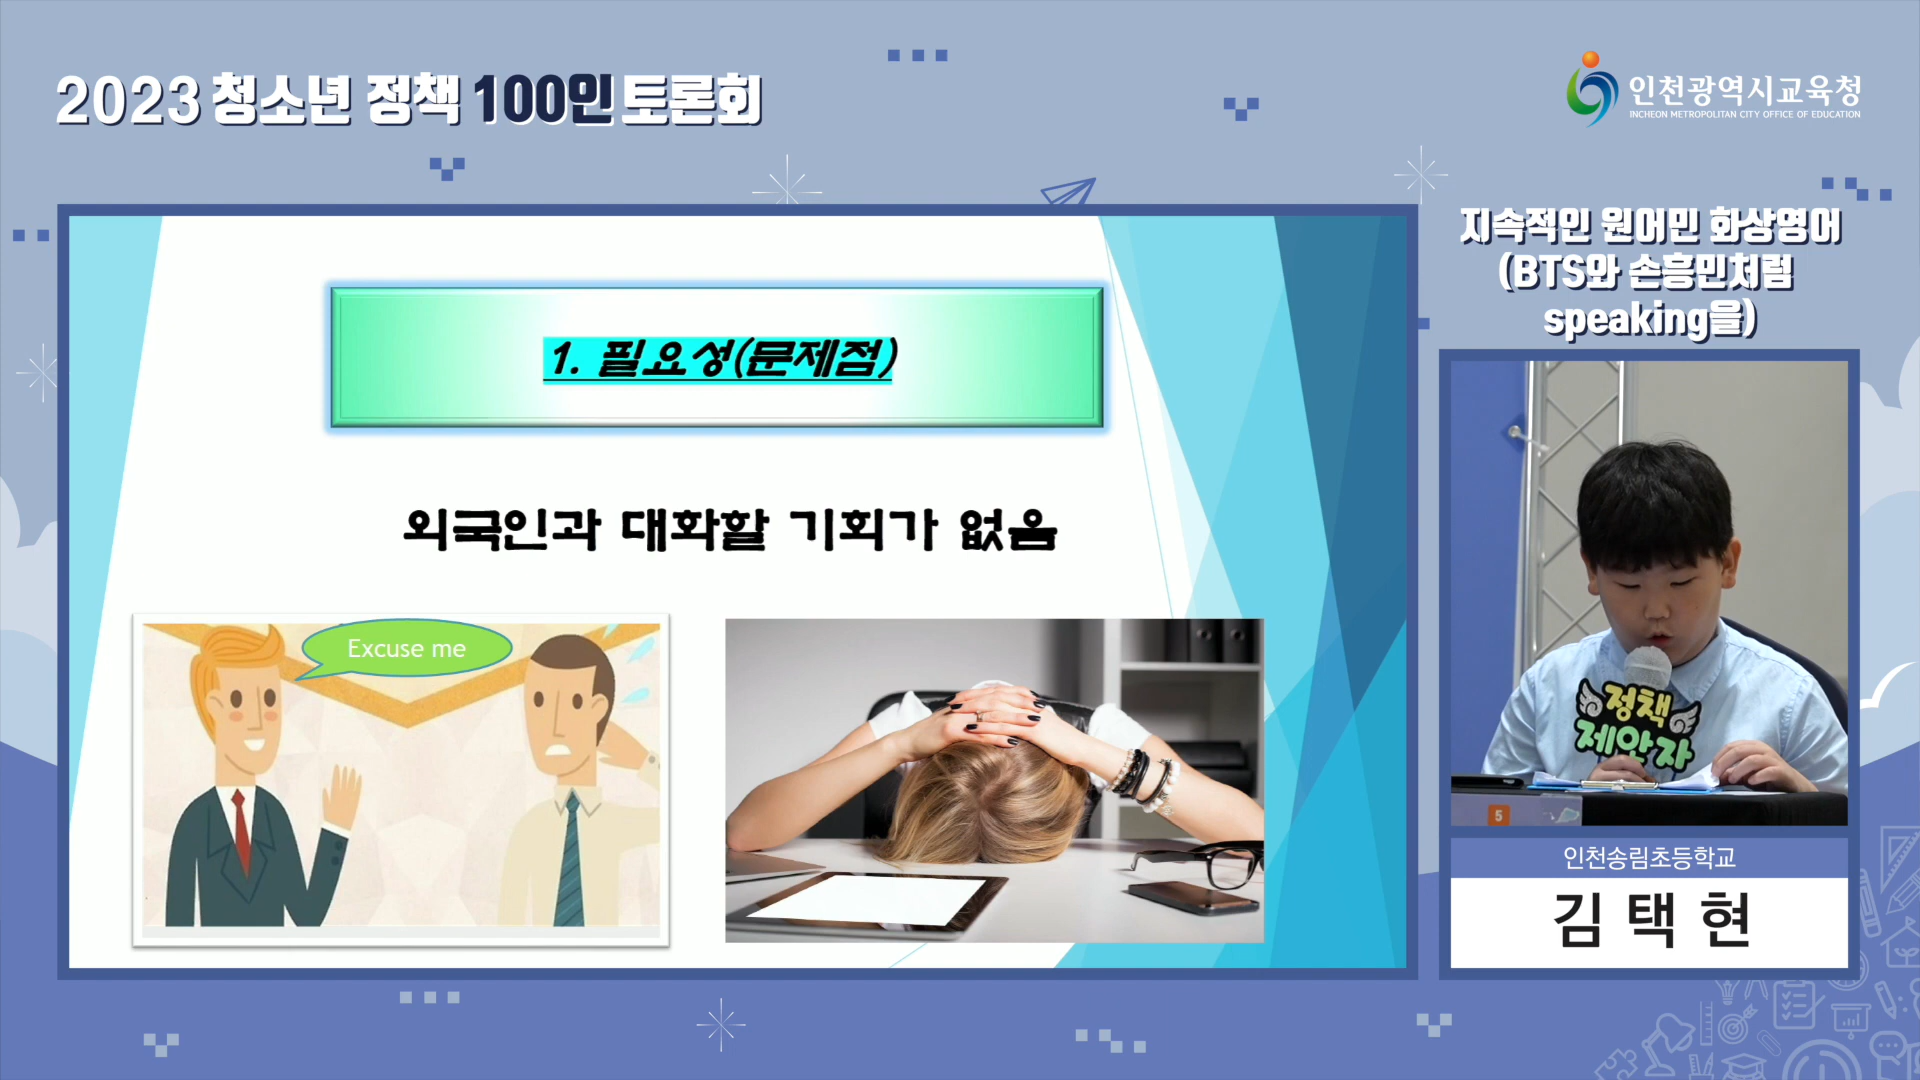 2023 청소년 정책 100인 토론회
인천광역시교육청
INCHEON METROPOLITAN CITY OFFICE OF EDUCATION
지속적인 원어민 화상영어
(BTS와 손흥민처럼
speaking을)
1. 필요성(문제점)
외국인과 대화할 기회가 없음
Excuse me
정책
제안자
5
인천송림초등학교
김택현